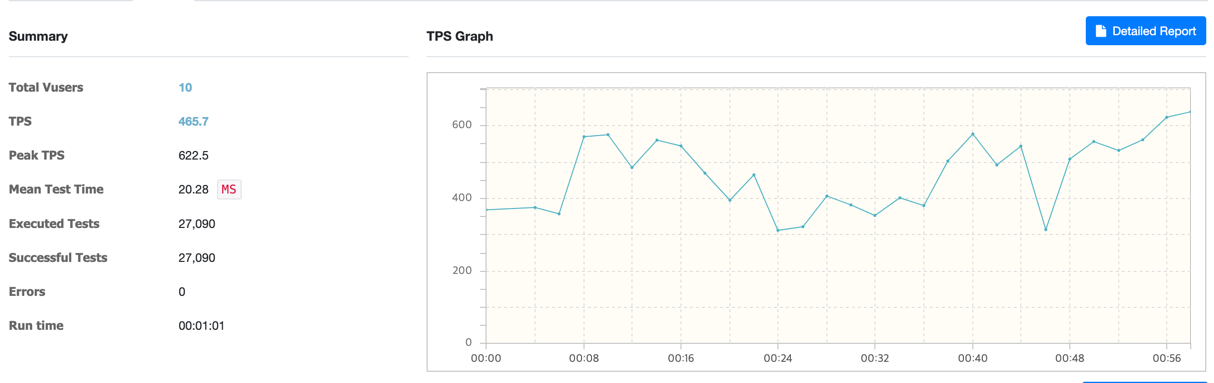 Summary
Total Vusers 10
TPS 465.7
Peak TPS 622.5
Mean Test Time 20.28 MS
Executed Tests 27,090
Successful Tests 27,090
Errors 0
Run time 00:01:01
TPS Graph
Detailed Report
600
400
200
0
00:00 00:08 00:16 00:24 00:32 00:40 00:48 00:56